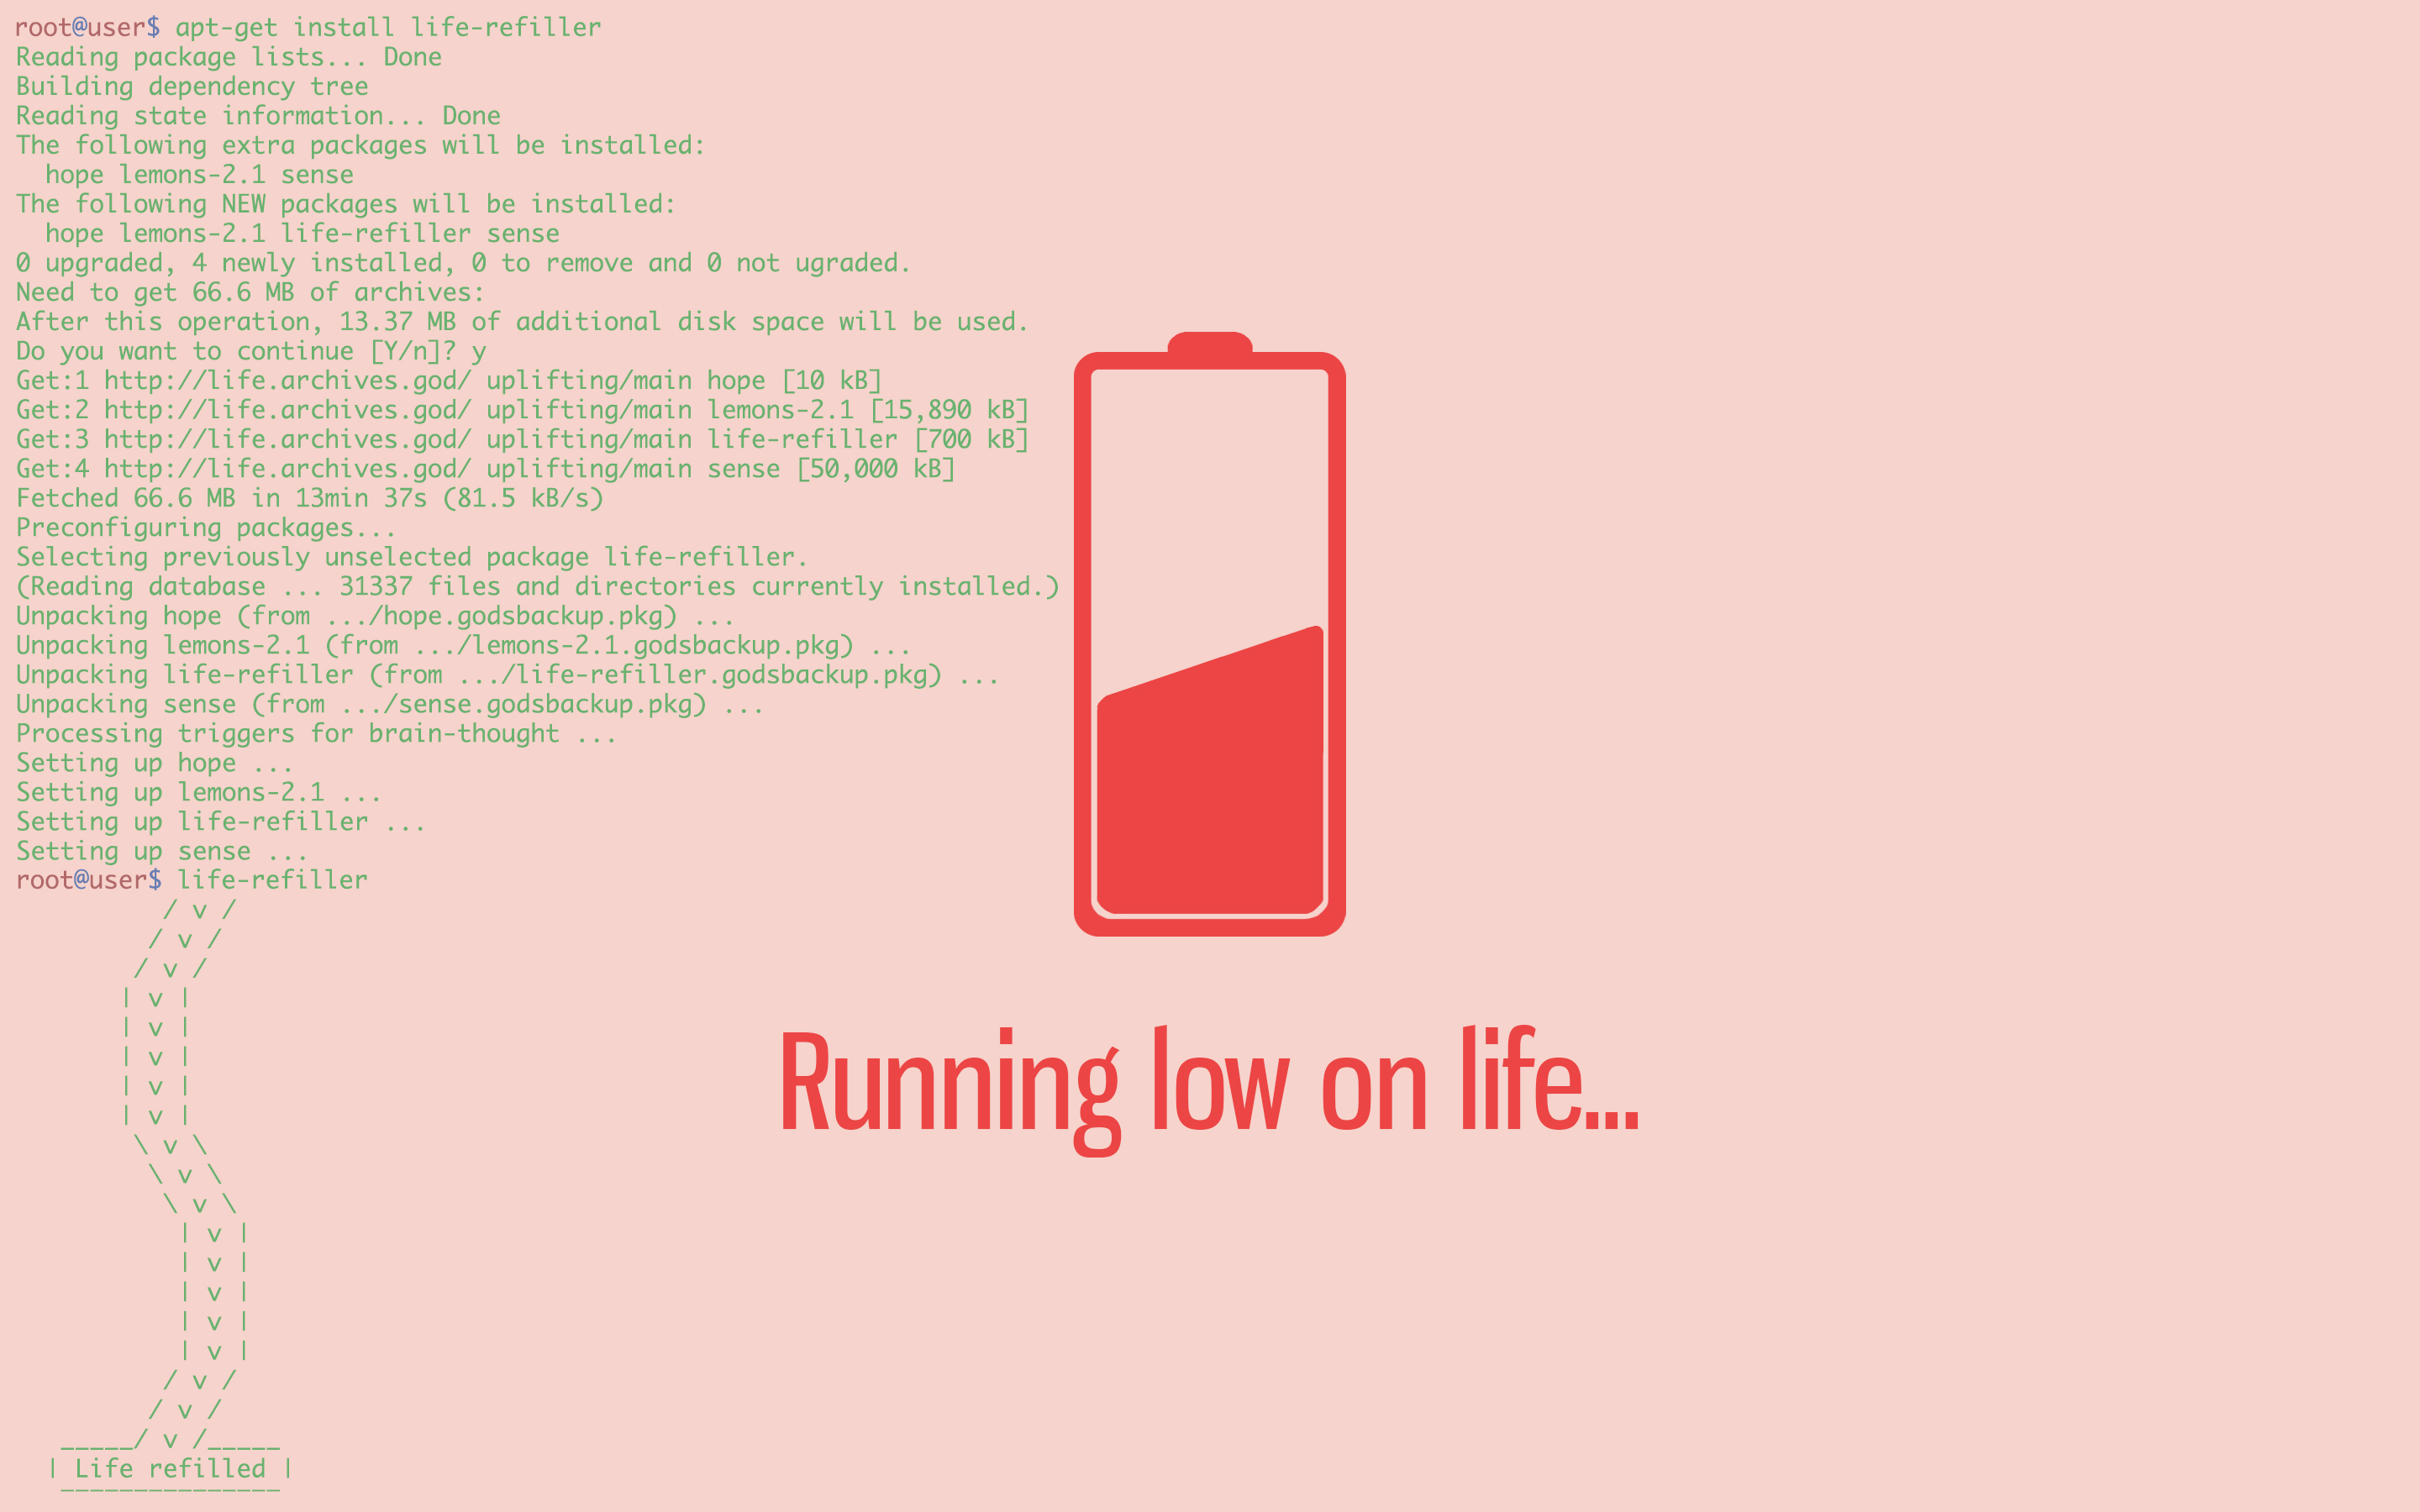 root@user$ apt-get install life-refiller
Reading package lists... Done
Building dependency tree
Reading state information... Done
The following extra packages will be installed:
  hope lemons-2.1 sense
The following NEW packages will be installed:
  hope lemons-2.1 life-refiller sense
0 upgraded, 4 newly installed, 0 to remove and 0 not ugraded.
Need to get 66.6 MB of archives:
After this operation, 13.37 MB of additional disk space will be used.
Do you want to continue [Y/n]? y
Get:1 http://life.archives.god/ uplifting/main hope [10 kB]
Get:2 http://life.archives.god/ uplifting/main lemons-2.1 [15,890 kB]
Get:3 http://life.archives.god/ uplifting/main life-refiller [700 kB]
Get:4 http://life.archives.god/ uplifting/main sense [50,000 kB]
Fetched 66.6 MB in 13min 37s (81.5 kB/s)
Preconfiguring packages...
Selecting previously unselected package life-refiller.
(Reading database ... 31337 files and directories currently installed.)
Unpacking hope (from .../hope.godsbackup.pkg) ...
Unpacking lemons-2.1 (from .../lemons-2.1.godsbackup.pkg) ...
Unpacking life-refiller (from .../life-refiller.godsbackup.pkg) ...
Unpacking sense (from .../sense.godsbackup.pkg) ...
Processing triggers for brain-thought ...
Setting up hope ...
Setting up lemons-2.1 ...
Setting up life-refiller ...
Setting up sense ...
root@user$ life-refiller
          / v /
         / v /
        / v /
       | v |
       | v |
       | v |
       | v |
       | v |
        \ v \
         \ v \
          \ v \
           | v |
           | v |
           | v |
           | v |
           | v |
          / v /
         / v /
   _____/ v /_____
  | Life refilled |
   ‾‾‾‾‾‾‾‾‾‾‾‾‾‾‾
Running low on life...